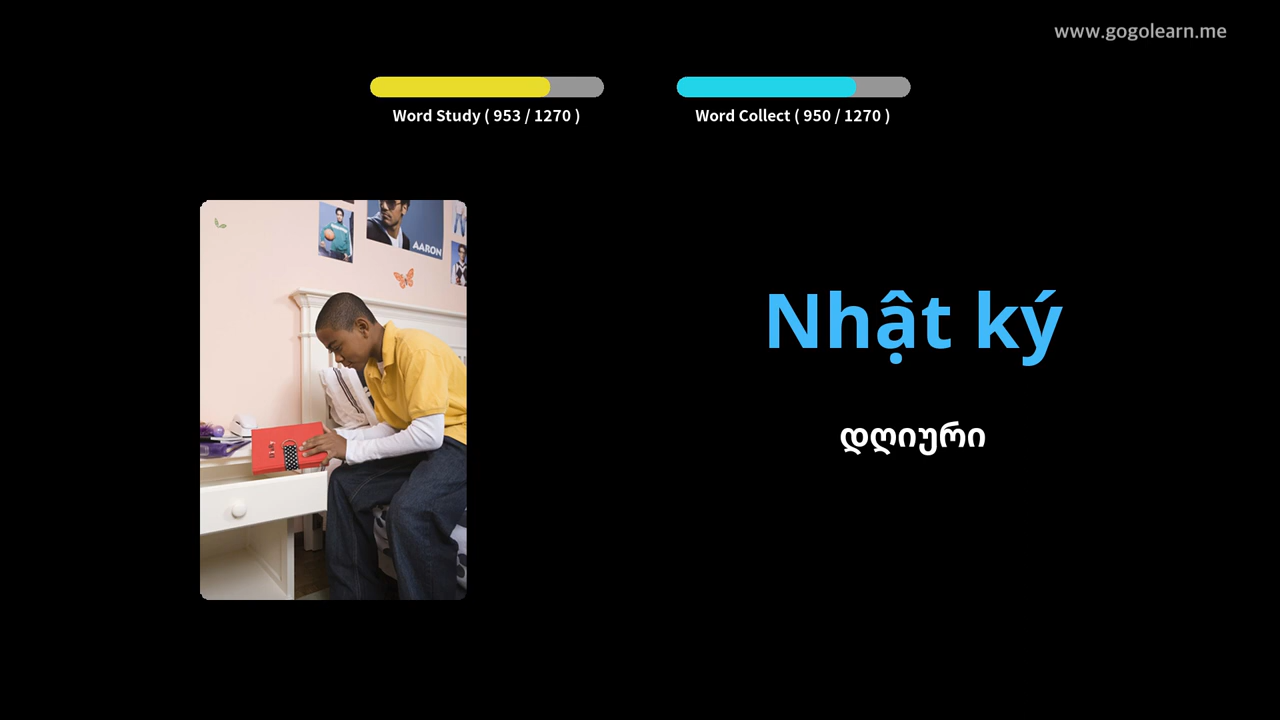 www.gogolearn.me
Word Study ( 953 / 1270 )
Word Collect ( 950 / 1270 )
AARON
Nhật ký
დღიური